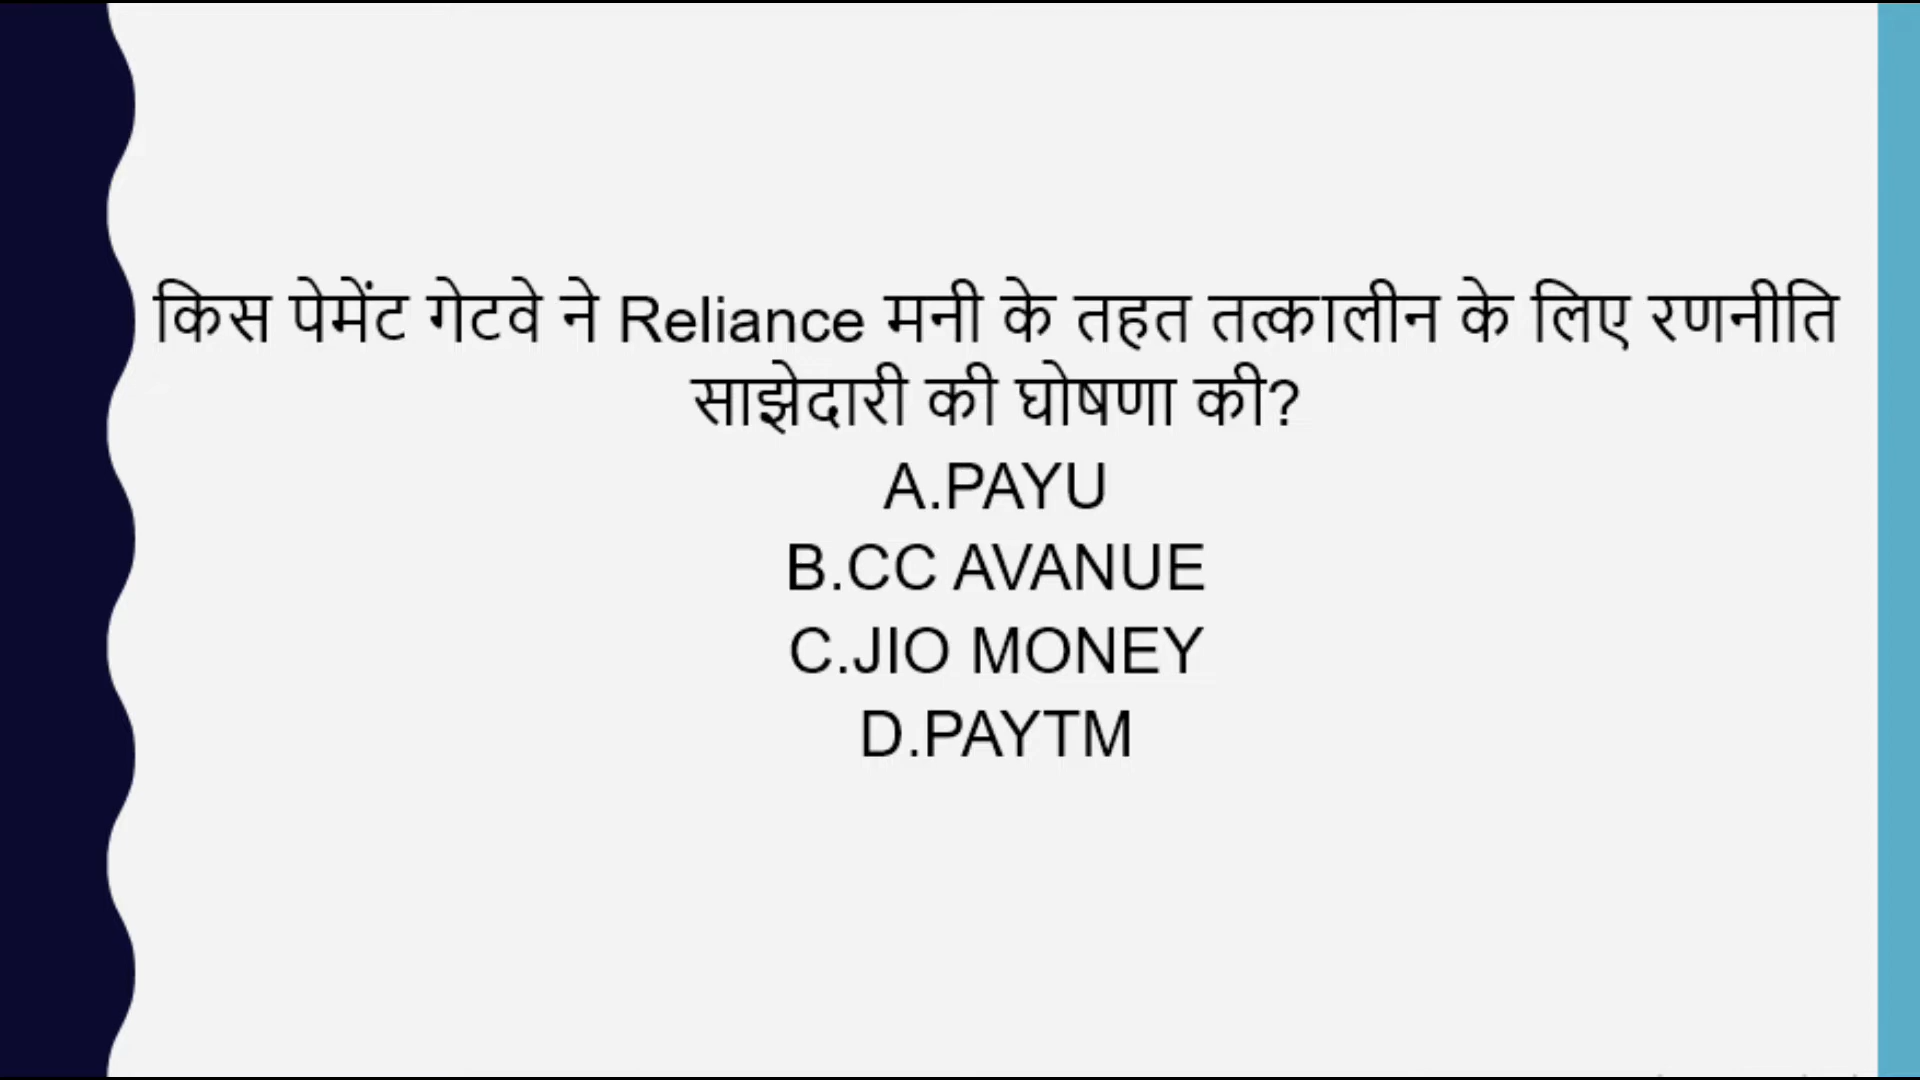 किस पेमेंट गेटवे ने Reliance मनी के तहत तत्कालीन के लिए रणनीति
साझेदारी की घोषणा की?
A.PAYU
B.CC AVANUE
C.JIO MONEY
D.PAYTM